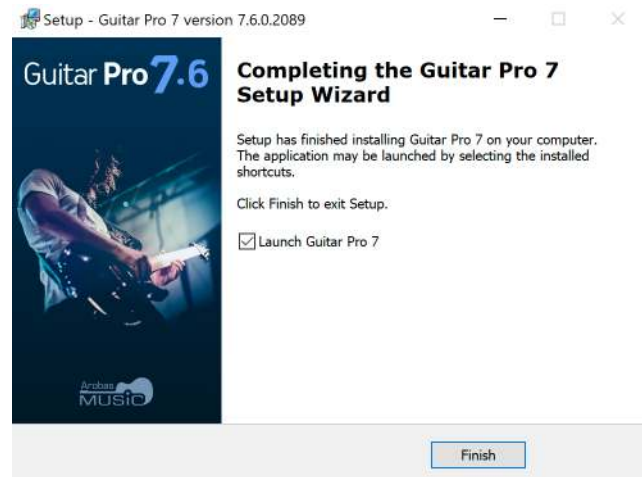 Setup - Guitar Pro 7 version 7.6.0.2089
Guitar Pro 7.6
Completing the Guitar Pro 7
Setup Wizard
Setup has finished installing Guitar Pro 7 on your computer.
The application may be launched by selecting the installed
shortcuts.
Click Finish to exit Setup.
Launch Guitar Pro 7
Arobas
MUSIC
Finish